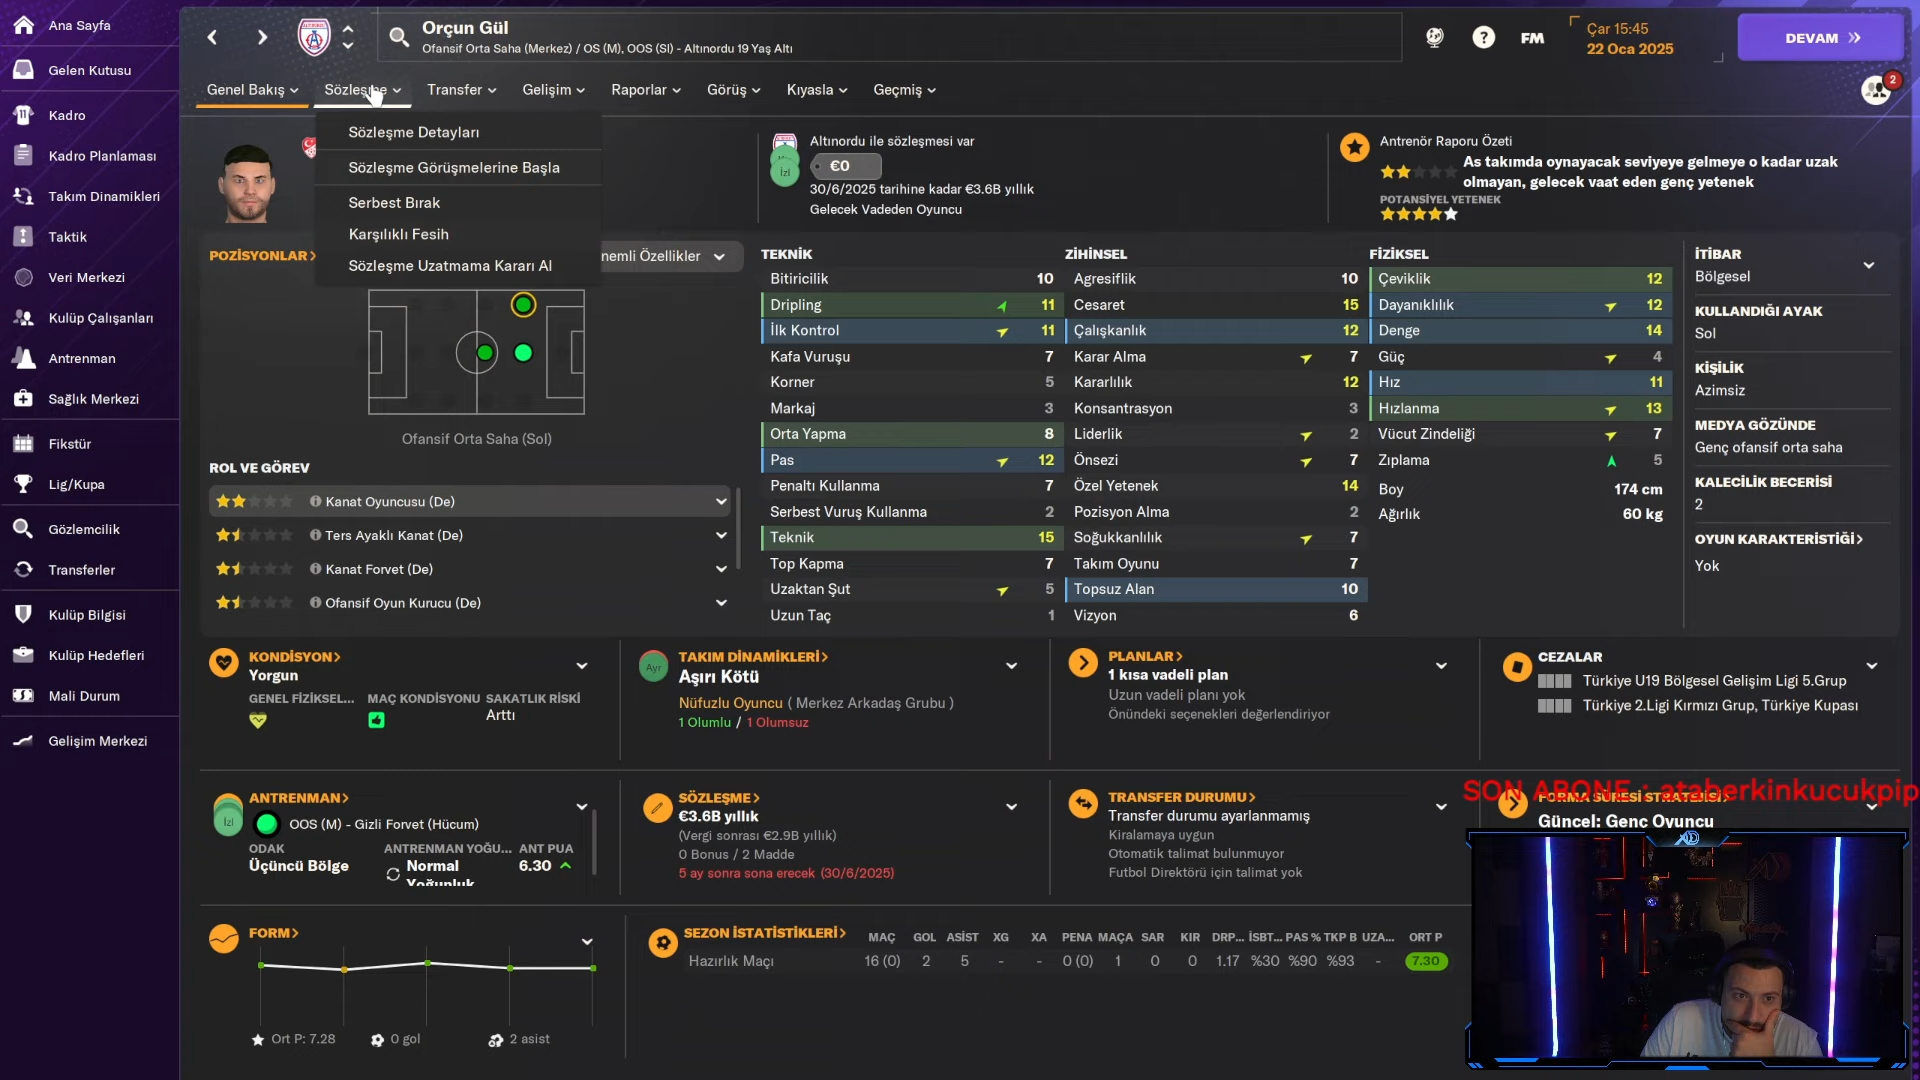 Ana Sayfa
Gelen Kutusu
Kadro
Kadro Planlaması
Takım Dinamikleri
Taktik
Veri Merkezi
Kulüp Çalışanları
Antrenman
Sağlık Merkezi
Fikstür
Lig/Kupa
Gözlemcilik
Transferler
Kulüp Bilgisi
Kulüp Hedefleri
Mali Durum
Gelişim Merkezi
Orçun Gül
Ofansif Orta Saha (Merkez) / OS (M), OOS (Sl) - Altınordu 19 Yaş Altı
FM
Çar 15:45
22 Oca 2025
DEVAM
2
Genel Bakış
Sözleşme
Transfer
Gelişim
Raporlar
Görüş
Kıyasla
Geçmiş
Sözleşme Detayları
Sözleşme Görüşmelerine Başla
Serbest Bırak
Karşılıklı Fesih
Sözleşme Uzatmama Kararı Al
İzl
Altınordu ile sözleşmesi var
€0
30/6/2025 tarihine kadar €3.6B yıllık
Gelecek Vadeden Oyuncu
Antrenör Raporu Özeti
As takımda oynayacak seviyeye gelmeye o kadar uzak
olmayan, gelecek vaat eden genç yetenek
POTANSİYEL YETENEK
POZİSYONLAR
nemli Özellikler
Ofansif Orta Saha (Sol)
ROL VE GÖREV
Kanat Oyuncusu (De)
Ters Ayaklı Kanat (De)
Kanat Forvet (De)
Ofansif Oyun Kurucu (De)
TEKNİK
Bitiricilik 10
Dripling 11
İlk Kontrol 11
Kafa Vuruşu 7
Korner 5
Markaj 3
Orta Yapma 8
Pas 12
Penaltı Kullanma 7
Serbest Vuruş Kullanma 2
Teknik 15
Top Kapma 7
Uzaktan Şut 5
Uzun Taç 1
ZİHİNSEL
Agresiflik 10
Cesaret 15
Çalışkanlık 12
Karar Alma 7
Kararlılık 12
Konsantrasyon 3
Liderlik 2
Önsezi 7
Özel Yetenek 14
Pozisyon Alma 2
Soğukkanlılık 7
Takım Oyunu 7
Topsuz Alan 10
Vizyon 6
FİZİKSEL
Çeviklik 12
Dayanıklılık 12
Denge 14
Güç 4
Hız 11
Hızlanma 13
Vücut Zindeliği 7
Zıplama 5
Boy 174 cm
Ağırlık 60 kg
İTİBAR
Bölgesel
KULLANDIĞI AYAK
Sol
KİŞİLİK
Azimsiz
MEDYA GÖZÜNDE
Genç ofansif orta saha
KALECİLİK BECERİSİ
2
OYUN KARAKTERİSTİĞİ
Yok
KONDİSYON
Yorgun
GENEL FİZİKSEL... MAÇ KONDİSYONU SAKATLIK RİSKİ
Arttı
Ayr
TAKIM DİNAMİKLERİ
Aşırı Kötü
Nüfuzlu Oyuncu ( Merkez Arkadaş Grubu )
1 Olumlu / 1 Olumsuz
PLANLAR
1 kısa vadeli plan
Uzun vadeli planı yok
Önündeki seçenekleri değerlendiriyor
CEZALAR
Türkiye U19 Bölgesel Gelişim Ligi 5.Grup
Türkiye 2.Ligi Kırmızı Grup, Türkiye Kupası
ANTRENMAN
İzl
OOS (M) - Gizli Forvet (Hücum)
ODAK ANTRENMAN YOĞU... ANT PUA
Üçüncü Bölge Normal Yoğunluk 6.30
SÖZLEŞME
€3.6B yıllık
(Vergi sonrası €2.9B yıllık)
0 Bonus / 2 Madde
5 ay sonra sona erecek (30/6/2025)
TRANSFER DURUMU
Transfer durumu ayarlanmamış
Kiralamaya uygun
Otomatik talimat bulunmuyor
Futbol Direktörü için talimat yok
SON ABONE : ataberkinkucukpip
FORMA SÜRESİ STRATEJİSİ
Güncel: Genç Oyuncu
FORM
Ort P: 7.28
0 gol
2 asist
SEZON İSTATİSTİKLERİ MAÇ GOL ASİST XG XA PENA MAÇA SAR KIR DRP... İSBT... PAS % TKP B UZA... ORT P
Hazırlık Maçı 16 (0) 2 5 - - 0 (0) 1 0 0 1.17 %30 %90 %93 - 7.30